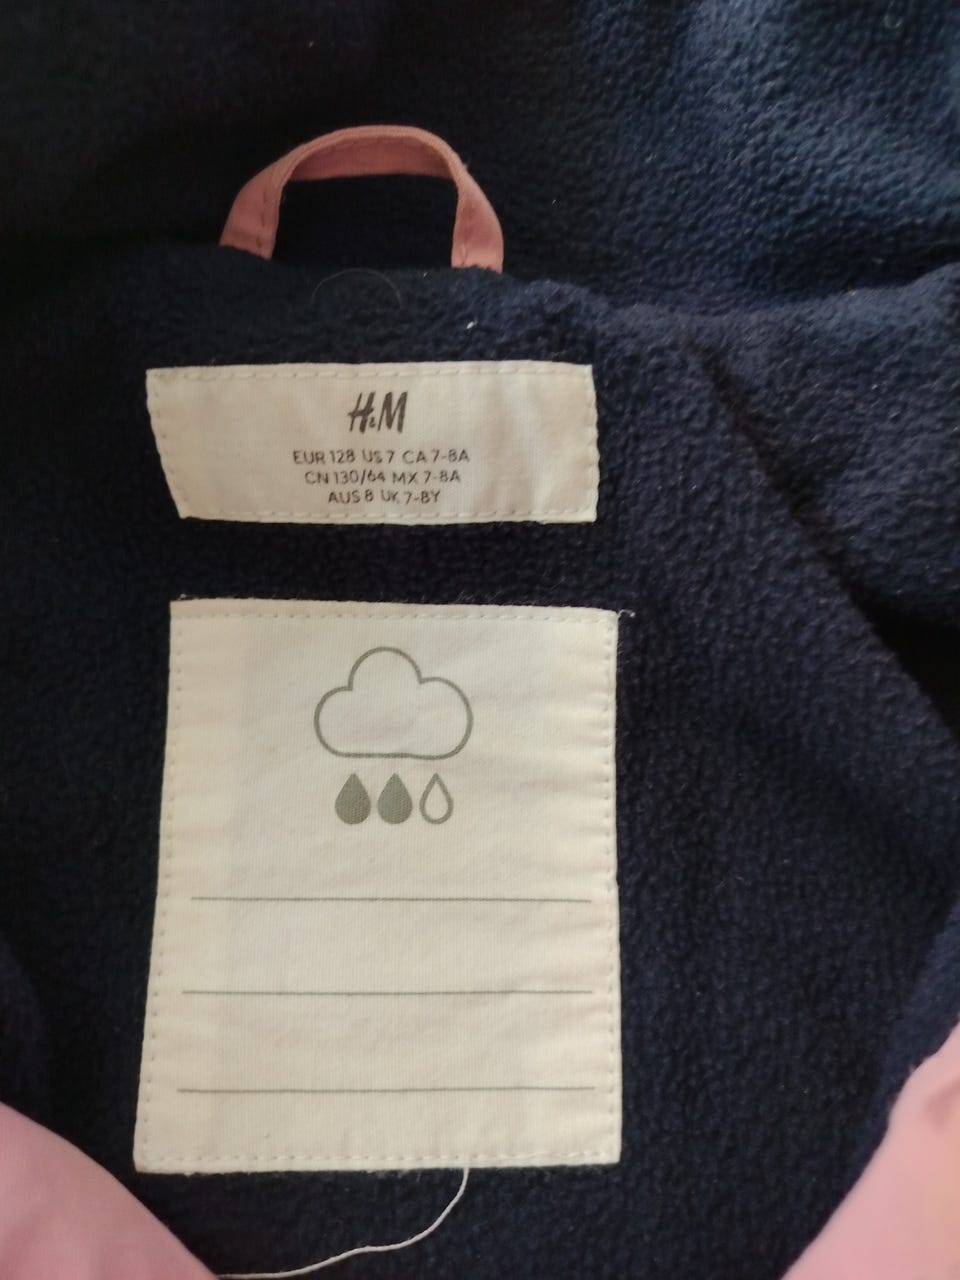 H&M
EUR 128 US 7 CA 7-8A
CN 130/64 MX 7-8A
AUS 8 UK 7-8Y